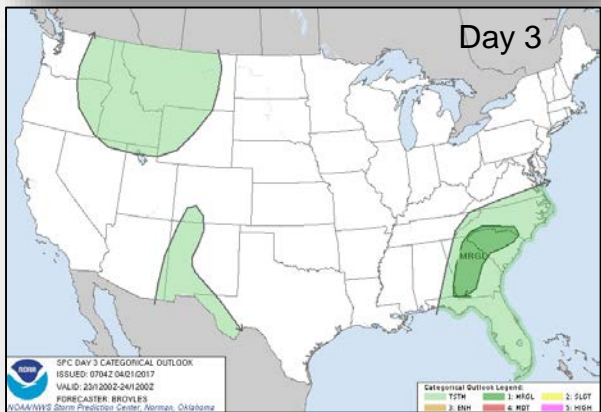 Day 3
MRGL
NOAA
SPC DAY 3 CATEGORICAL OUTLOOK
ISSUED: 0704Z 04/21/2017
VALID: 23/1200Z-24/1200Z
FORECASTER: BROYLES
NOAA/NWS Storm Prediction Center, Norman, Oklahoma
Categorical Outlook Legend:
TSTM 1: MRGL 2: SLGT
3: ENH 4: MDT 5: HIGH